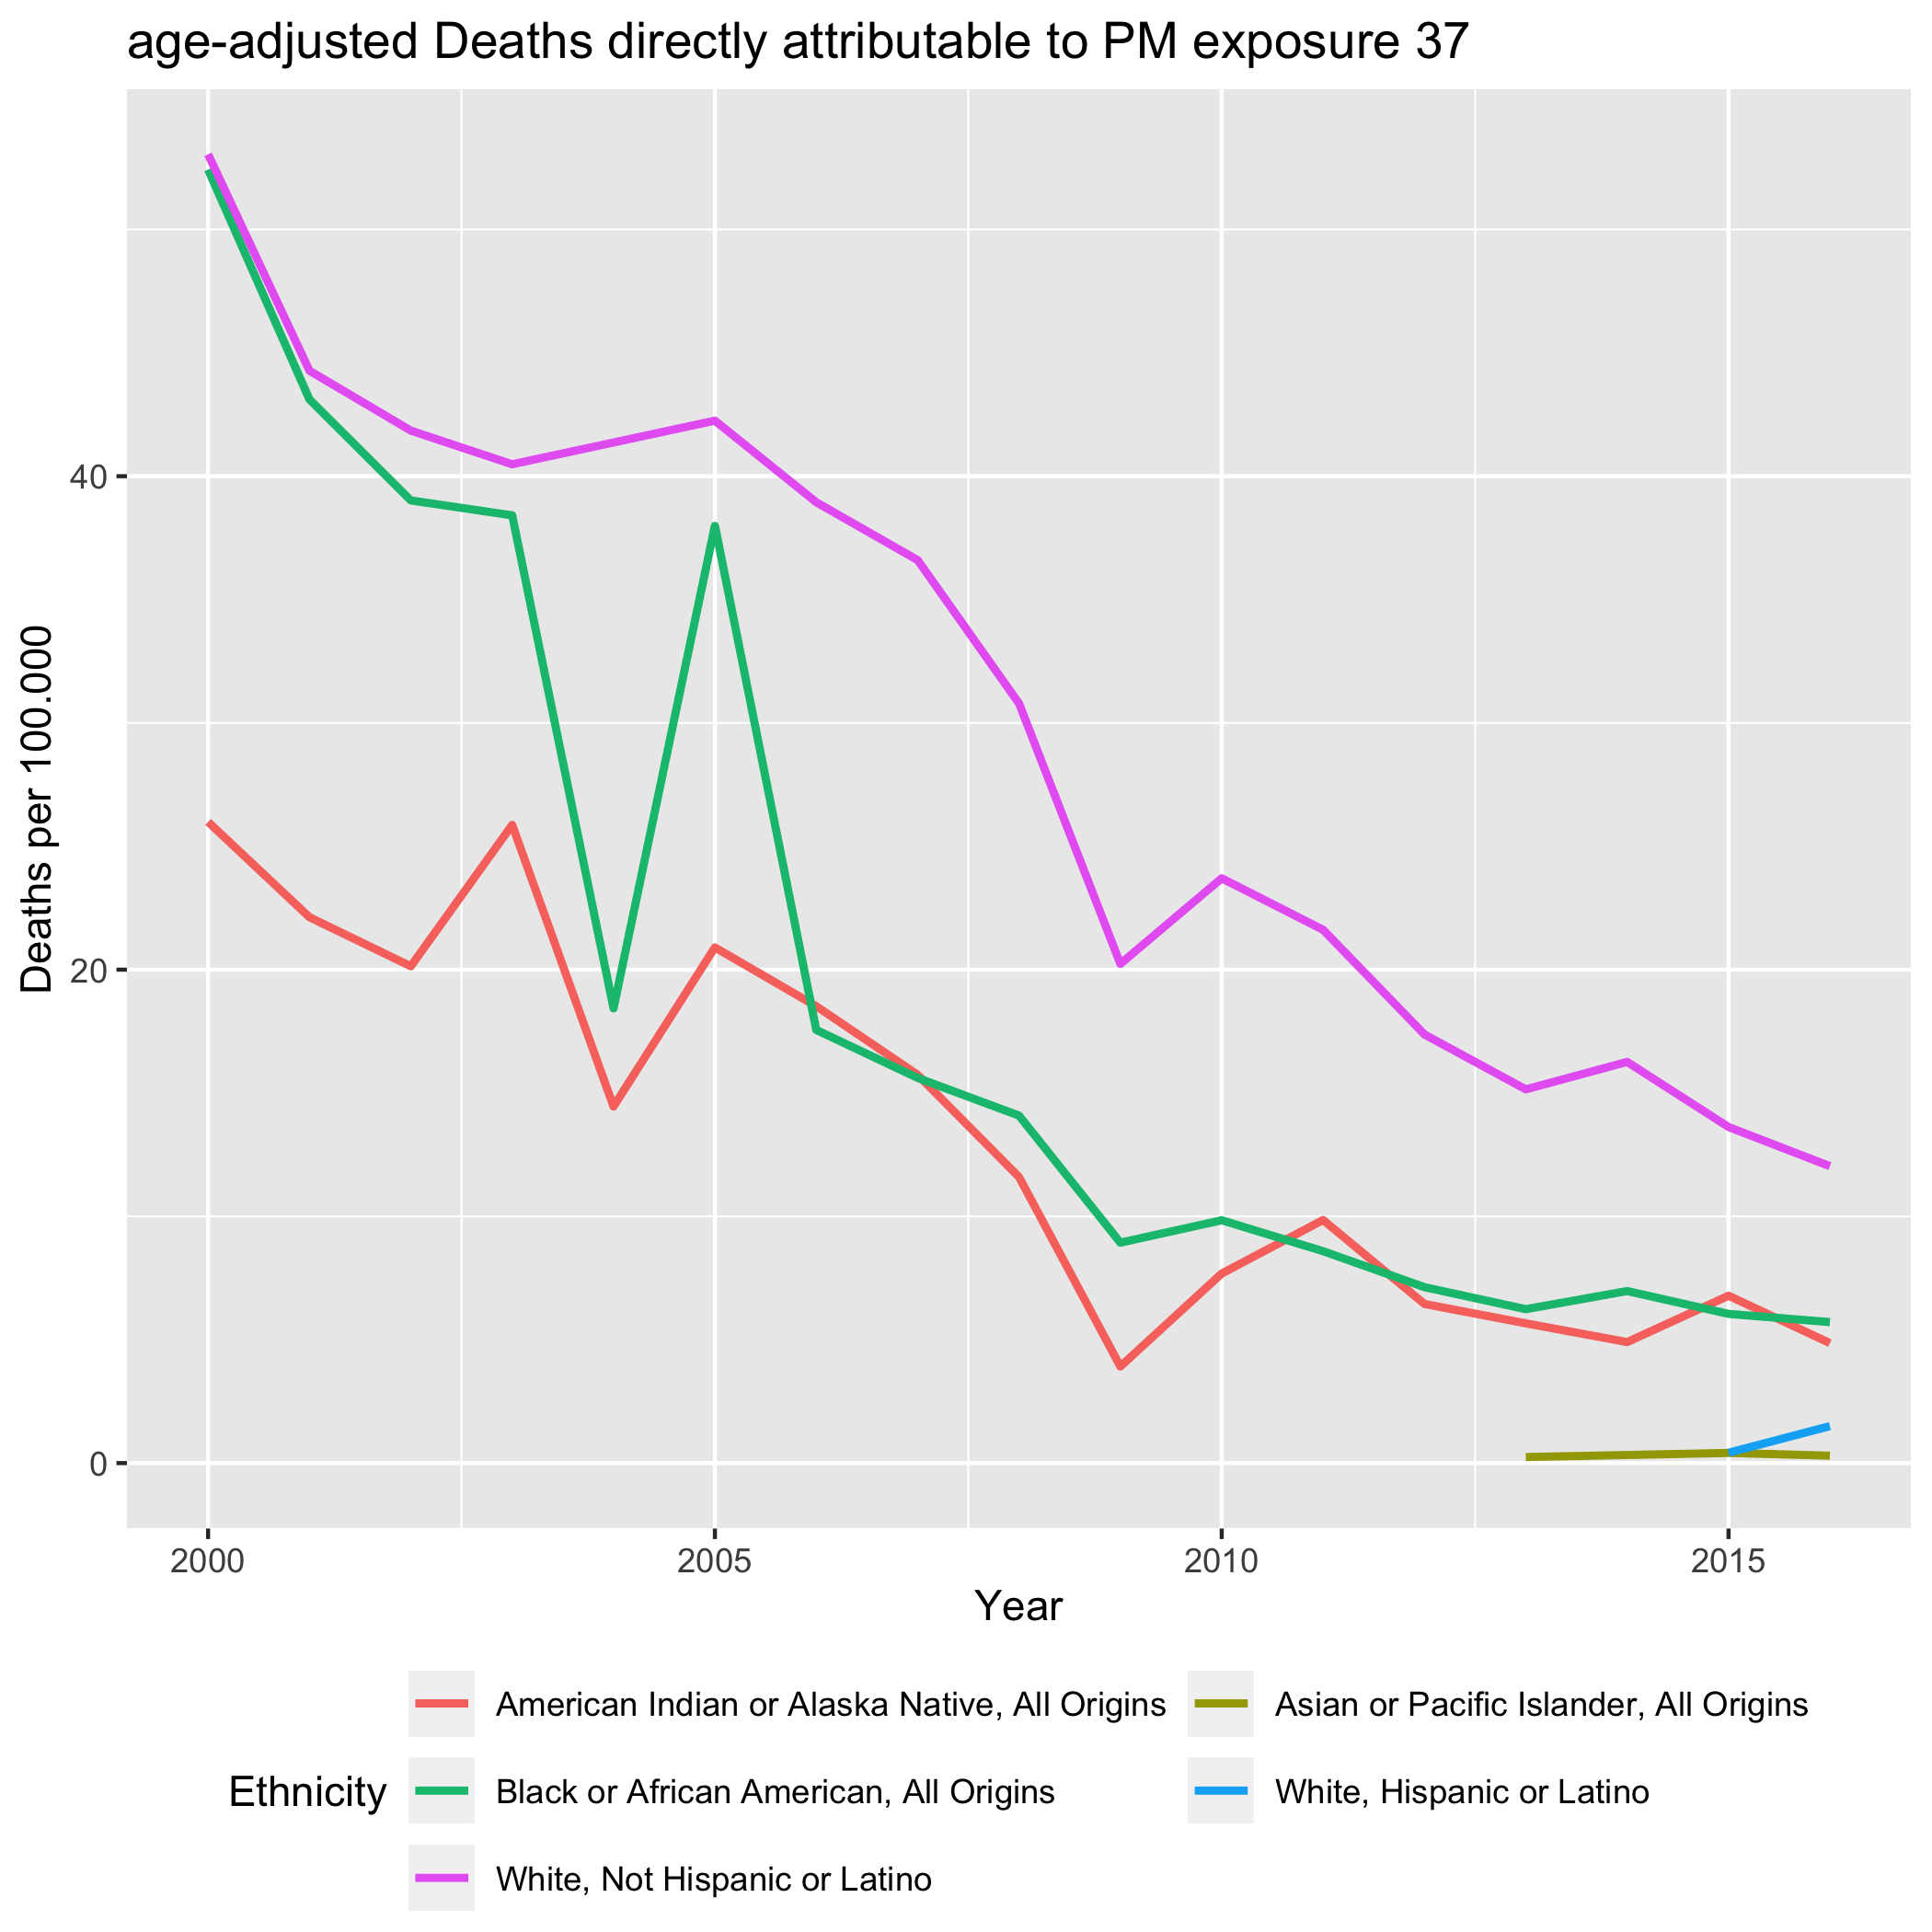 age-adjusted Deaths directly attributable to PM exposure 37
Deaths per 100.000
40
20
0
2000 2005 2010 2015
Year
Ethnicity
American Indian or Alaska Native, All Origins
Black or African American, All Origins
White, Not Hispanic or Latino
Asian or Pacific Islander, All Origins
White, Hispanic or Latino